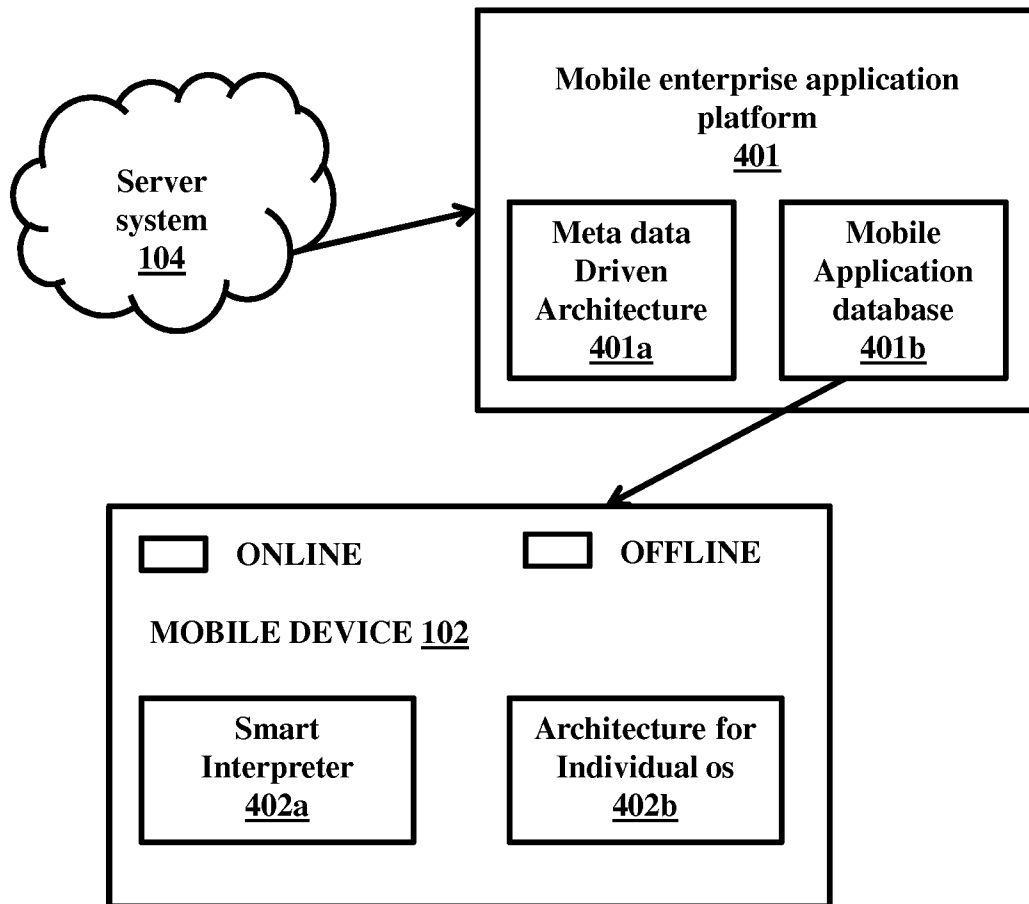 Mobile enterprise application
platform
401
Server
system
104
Meta data
Driven
Architecture
401a
Mobile
Application
database
401b
ONLINE
OFFLINE
MOBILE DEVICE 102
Smart
Interpreter
402a
Architecture for
Individual os
402b